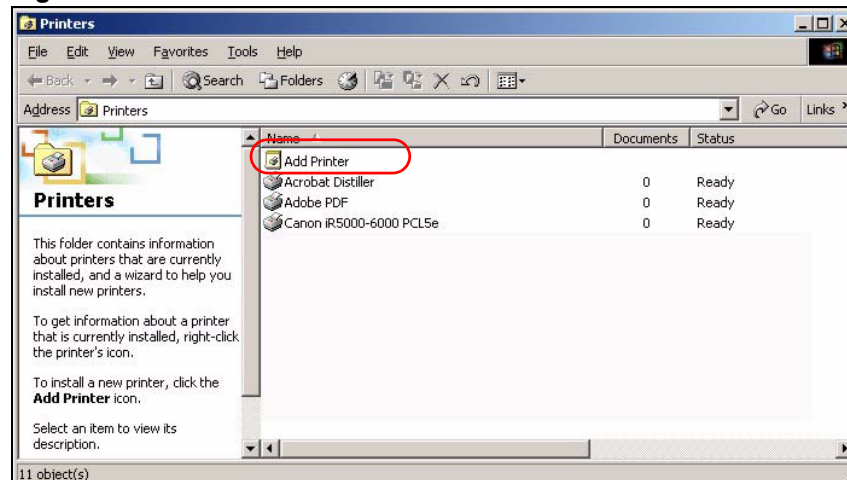 Printers
File Edit View Favorites Tools Help
Back Search Folders
Address Printers Go Links »
Name Documents Status
Add Printer
Acrobat Distiller 0 Ready
Adobe PDF 0 Ready
Canon iR5000-6000 PCL5e 0 Ready
Printers
This folder contains information
about printers that are currently
installed, and a wizard to help you
install new printers.
To get information about a printer
that is currently installed, right-click
the printer's icon.
To install a new printer, click the
Add Printer icon.
Select an item to view its
description.
11 object(s)